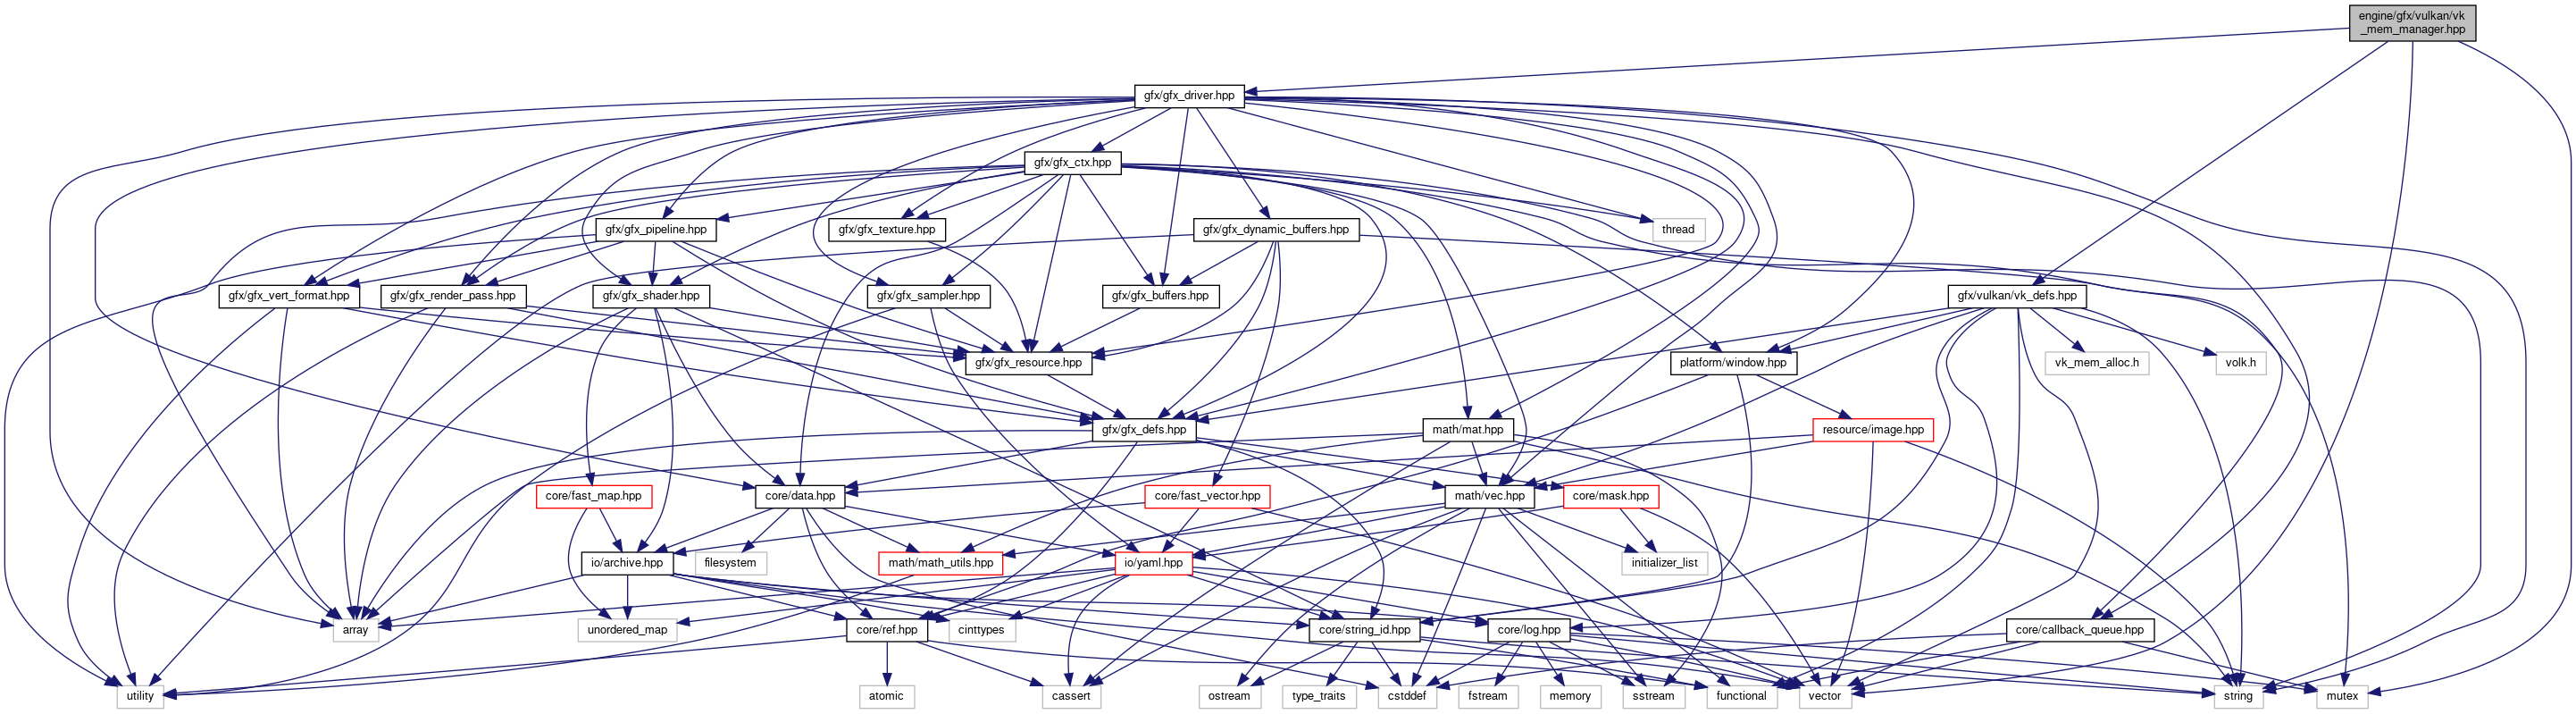 engine/gfx/vulkan/vk
_mem_manager.hpp
gfx/gfx_driver.hpp
gfx/gfx_ctx.hpp
gfx/gfx_pipeline.hpp
gfx/gfx_texture.hpp
gfx/gfx_dynamic_buffers.hpp
thread
gfx/gfx_vert_format.hpp
gfx/gfx_render_pass.hpp
gfx/gfx_shader.hpp
gfx/gfx_sampler.hpp
gfx/gfx_buffers.hpp
gfx/vulkan/vk_defs.hpp
gfx/gfx_resource.hpp
platform/window.hpp
vk_mem_alloc.h
volk.h
gfx/gfx_defs.hpp
math/mat.hpp
resource/image.hpp
core/fast_map.hpp
core/data.hpp
core/fast_vector.hpp
math/vec.hpp
core/mask.hpp
io/archive.hpp
filesystem
math/math_utils.hpp
io/yaml.hpp
initializer_list
array
unordered_map
core/ref.hpp
cinttypes
core/string_id.hpp
core/log.hpp
core/callback_queue.hpp
utility
atomic
cassert
ostream
type_traits
cstddef
fstream
memory
sstream
functional
vector
string
mutex